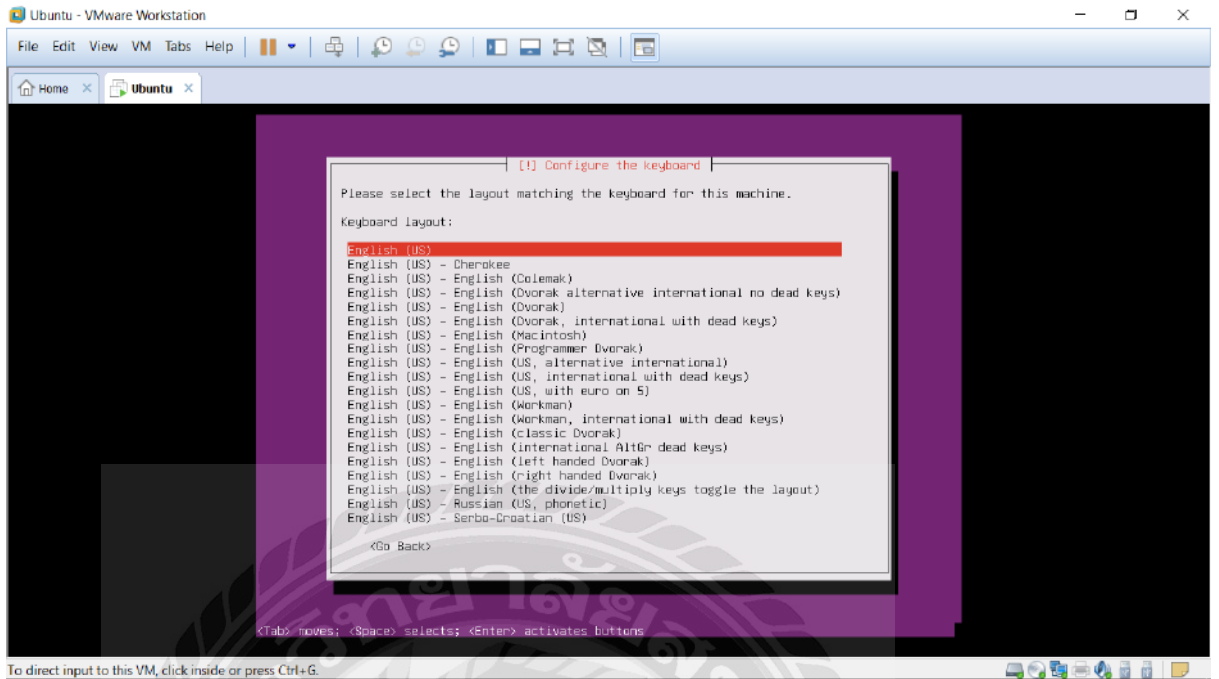 Ubuntu - VMware Workstation
File Edit View VM Tabs Help
Home Ubuntu
[!] Configure the keyboard
Please select the layout matching the keyboard for this machine.
Keyboard layout:
English (US)
English (US) - Cherokee
English (US) - English (Colemak)
English (US) - English (Dvorak alternative international no dead keys)
English (US) - English (Dvorak)
English (US) - English (Dvorak, international with dead keys)
English (US) - English (Macintosh)
English (US) - English (Programmer Dvorak)
English (US) - English (US, alternative international)
English (US) - English (US, international with dead keys)
English (US) - English (US, with euro on 5)
English (US) - English (Workman)
English (US) - English (Workman, international with dead keys)
English (US) - English (classic Dvorak)
English (US) - English (international AltGr dead keys)
English (US) - English (left handed Dvorak)
English (US) - English (right handed Dvorak)
English (US) - English (the divide/multiply keys toggle the layout)
English (US) - Russian (US, phonetic)
English (US) - Serbo-Croatian (US)
<Go Back>
<Tab> moves; <Space> selects; <Enter> activates buttons
To direct input to this VM, click inside or press Ctrl+G.